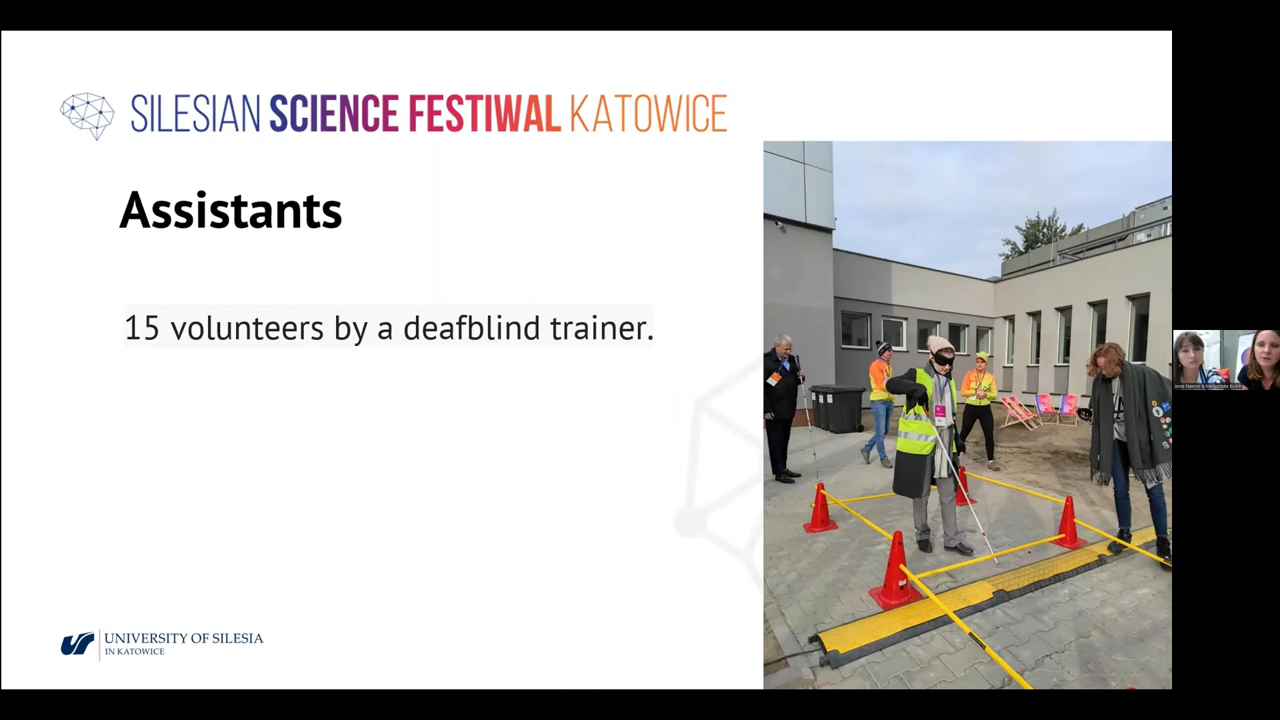 SILESIAN SCIENCE FESTIWAL KATOWICE
Assistants
15 volunteers by a deafblind trainer.
UNIVERSITY OF SILESIA
IN KATOWICE